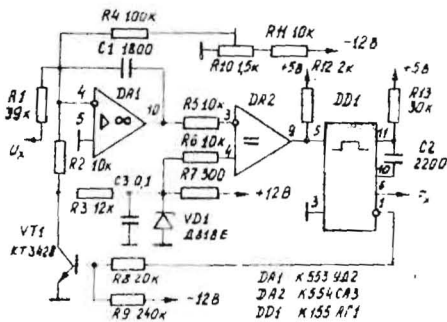 R4 100к
C1 1800
R11 10к
-12В
R10 1,5к
+5В
R12 2к
+5В
R1
39к
4
DA1
5
▷ ∞
10
R5 10к
3
DA2
R6 10к
4
=
9
DD1
5
11
R13
30к
C2
2200
10
6
1
3
Uₓ
R2 10к
R7 300
+12В
R3 12к
C3 0,1
VD1
Д818Е
VT1
КТ342В
R8 20к
R9 240к
-12В
DA1 К553УД2
DA2 К554СА3
DD1 К155АГ1